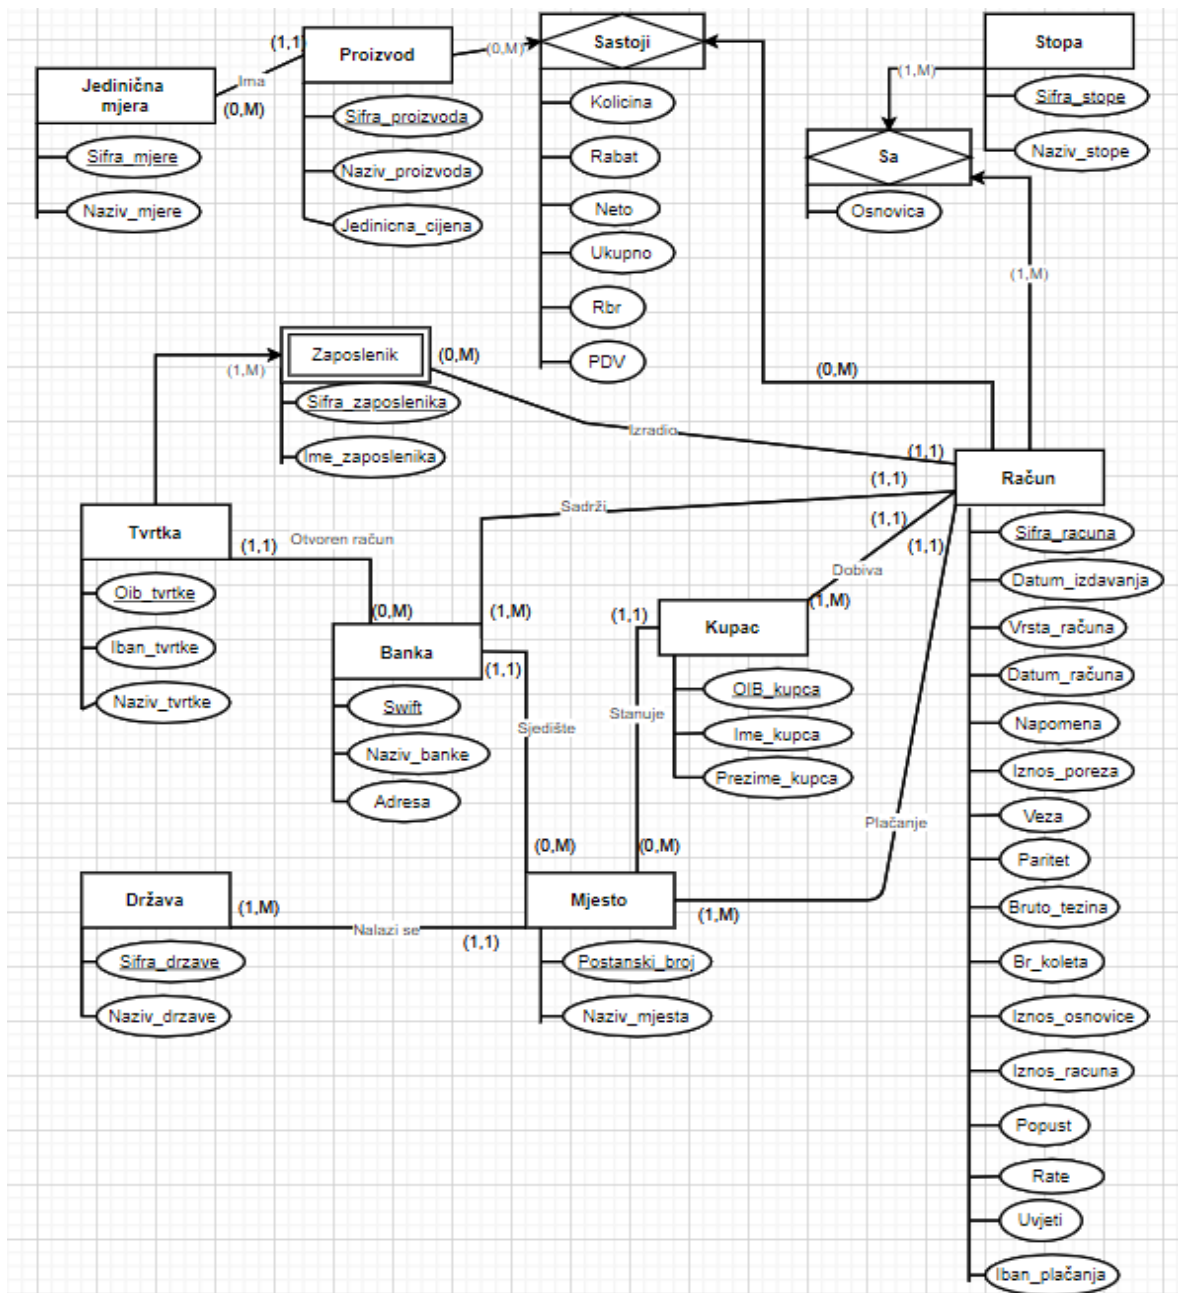 Jedinična
mjera
Sifra_mjere
Naziv_mjere
(0,M)
Ima
(1,1)
Proizvod
Sifra_proizvoda
Naziv_proizvoda
Jedinicna_cijena
(0,M)
Sastoji
Kolicina
Rabat
Neto
Ukupno
Rbr
PDV
(0,M)
Stopa
Sifra_stope
Naziv_stope
(1,M)
Sa
Osnovica
(1,M)
Zaposlenik
(1,M)
(0,M)
Sifra_zaposlenika
Ime_zaposlenika
Izradio
(1,1)
Tvrtka
Oib_tvrtke
Iban_tvrtke
Naziv_tvrtke
(1,1)
Otvoren račun
(0,M)
Banka
Swift
Naziv_banke
Adresa
(1,M)
Sadrži
(1,1)
(1,1)
Sjedište
(0,M)
Kupac
OIB_kupca
Ime_kupca
Prezime_kupca
(1,M)
Dobiva
(1,1)
(1,1)
Stanuje
(0,M)
Država
Sifra_drzave
Naziv_drzave
(1,M)
Nalazi se
(1,1)
Mjesto
Postanski_broj
Naziv_mjesta
(1,M)
Plačanje
(1,1)
Račun
Sifra_racuna
Datum_izdavanja
Vrsta_računa
Datum_računa
Napomena
Iznos_poreza
Veza
Paritet
Bruto_tezina
Br_koleta
Iznos_osnovice
Iznos_racuna
Popust
Rate
Uvjeti
Iban_plačanja